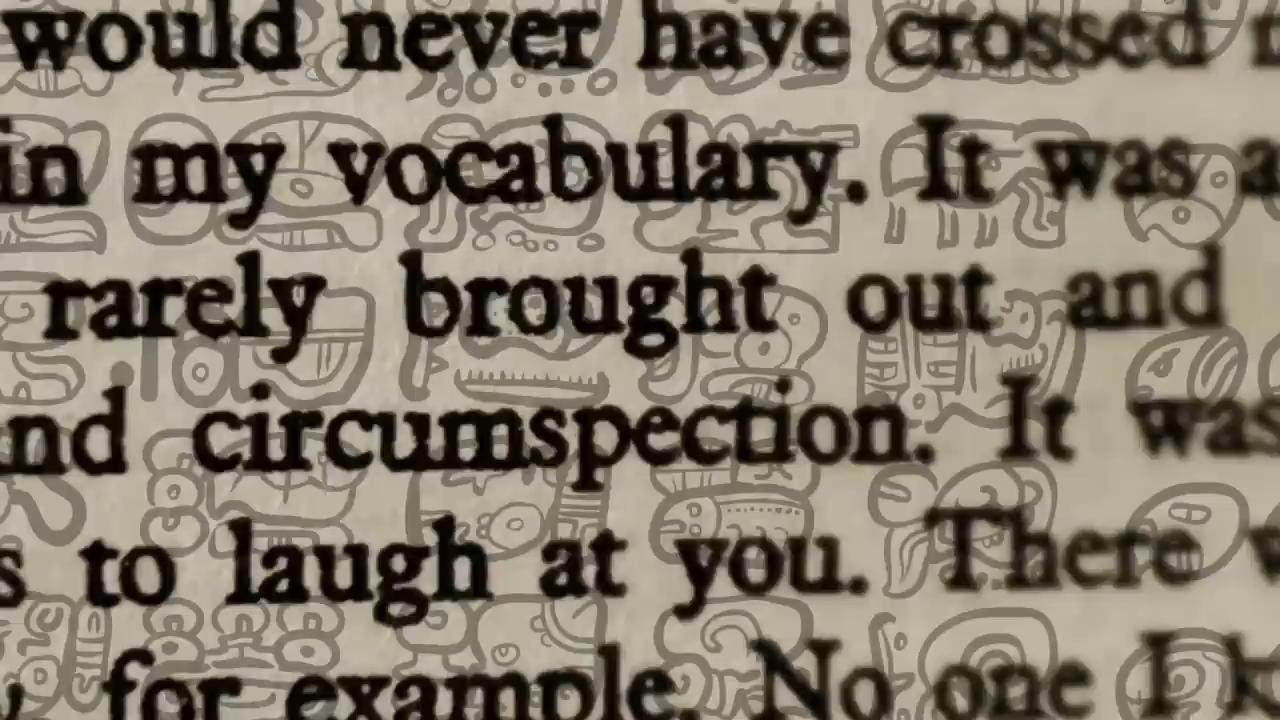 would never have crossed
in my vocabulary. It was
rarely brought out and
circumspection. It was
to laugh at you. There
for example. No one I